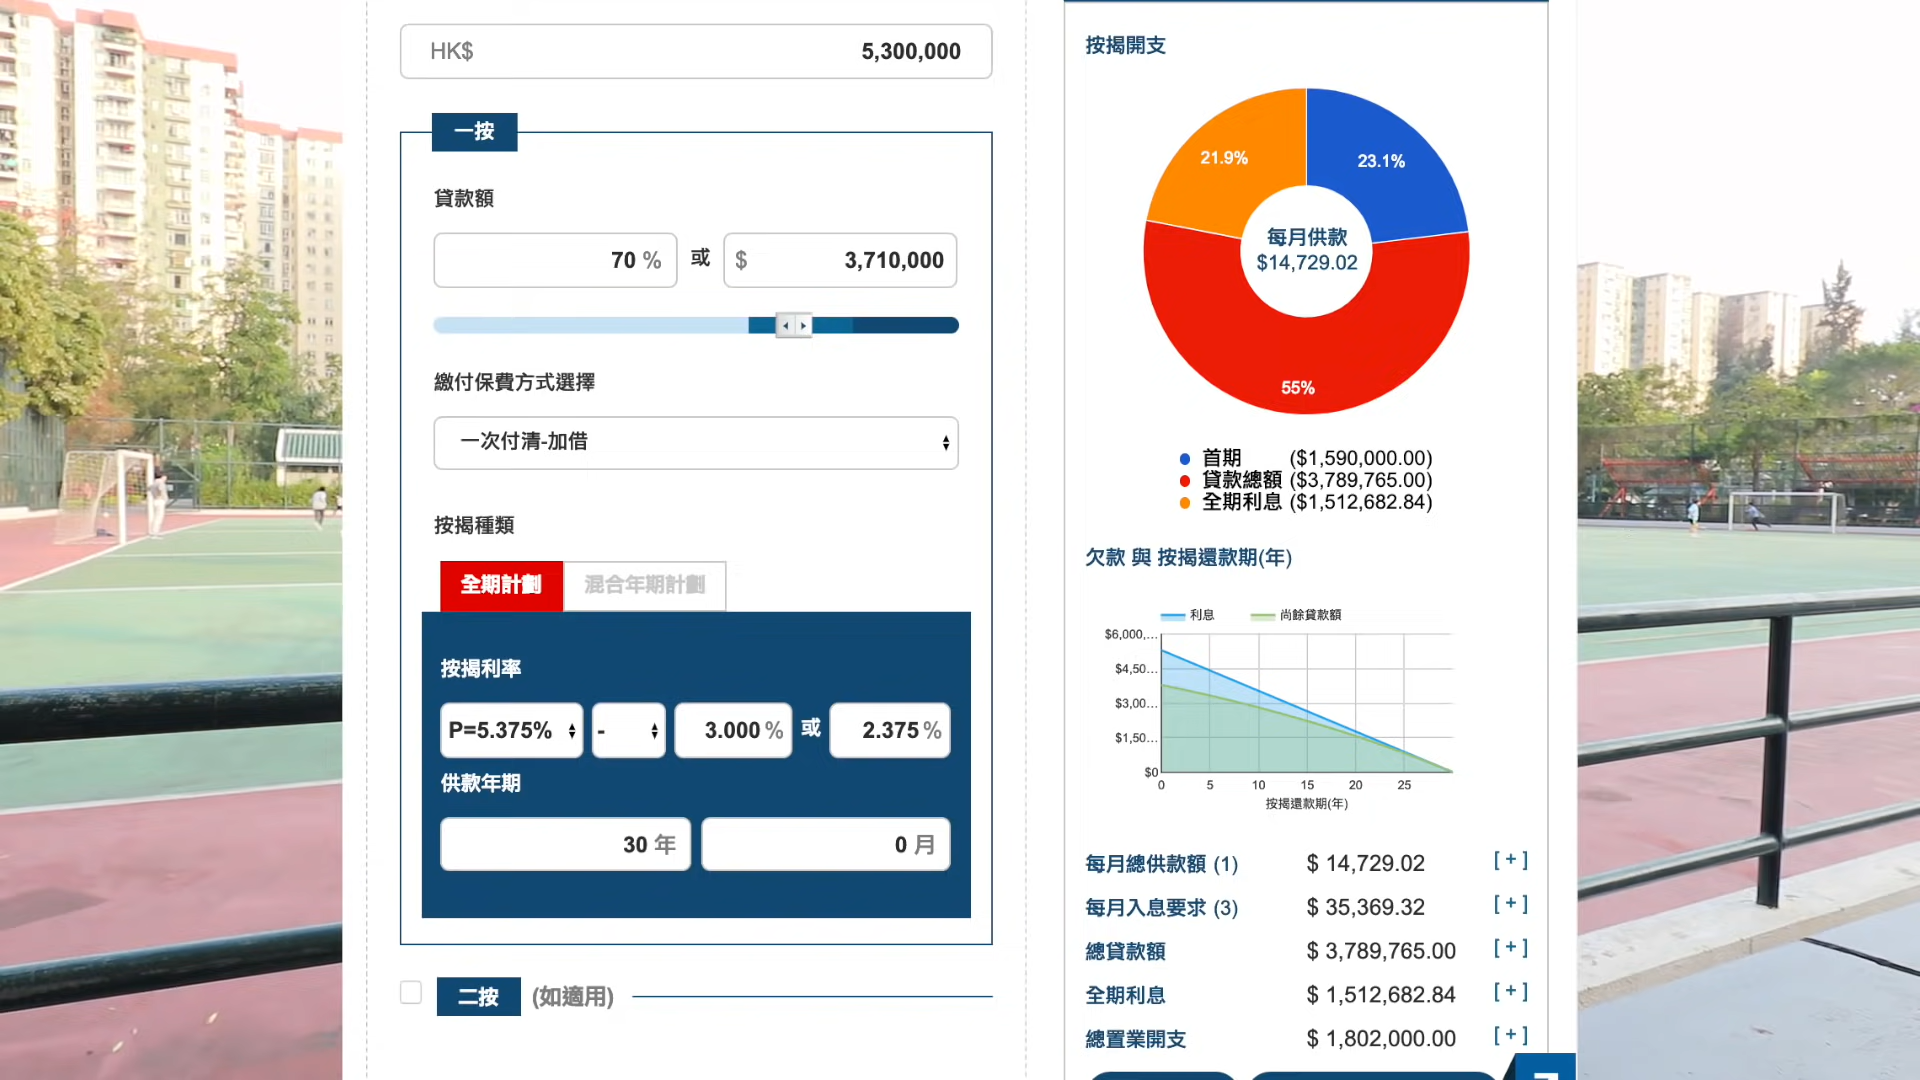 HK$ 5,300,000
一按
貸款額
70 % 或 $ 3,710,000
繳付保費方式選擇
一次付清-加借
按揭種類
全期計劃 混合年期計劃
按揭利率
P=5.375% - 3.000 % 或 2.375 %
供款年期
30 年 0 月
二按 (如適用)
按揭開支
21.9% 23.1%
每月供款
$14,729.02
55%
首期 ($1,590,000.00)
貸款總額 ($3,789,765.00)
全期利息 ($1,512,682.84)
欠款 與 按揭還款期(年)
利息 尚餘貸款額
$6,000,...
$4,50...
$3,00...
$1,50...
$0
0 5 10 15 20 25
按揭還款期(年)
每月總供款額 (1) $ 14,729.02 [+]
每月入息要求 (3) $ 35,369.32 [+]
總貸款額 $ 3,789,765.00 [+]
全期利息 $ 1,512,682.84 [+]
總置業開支 $ 1,802,000.00 [+]